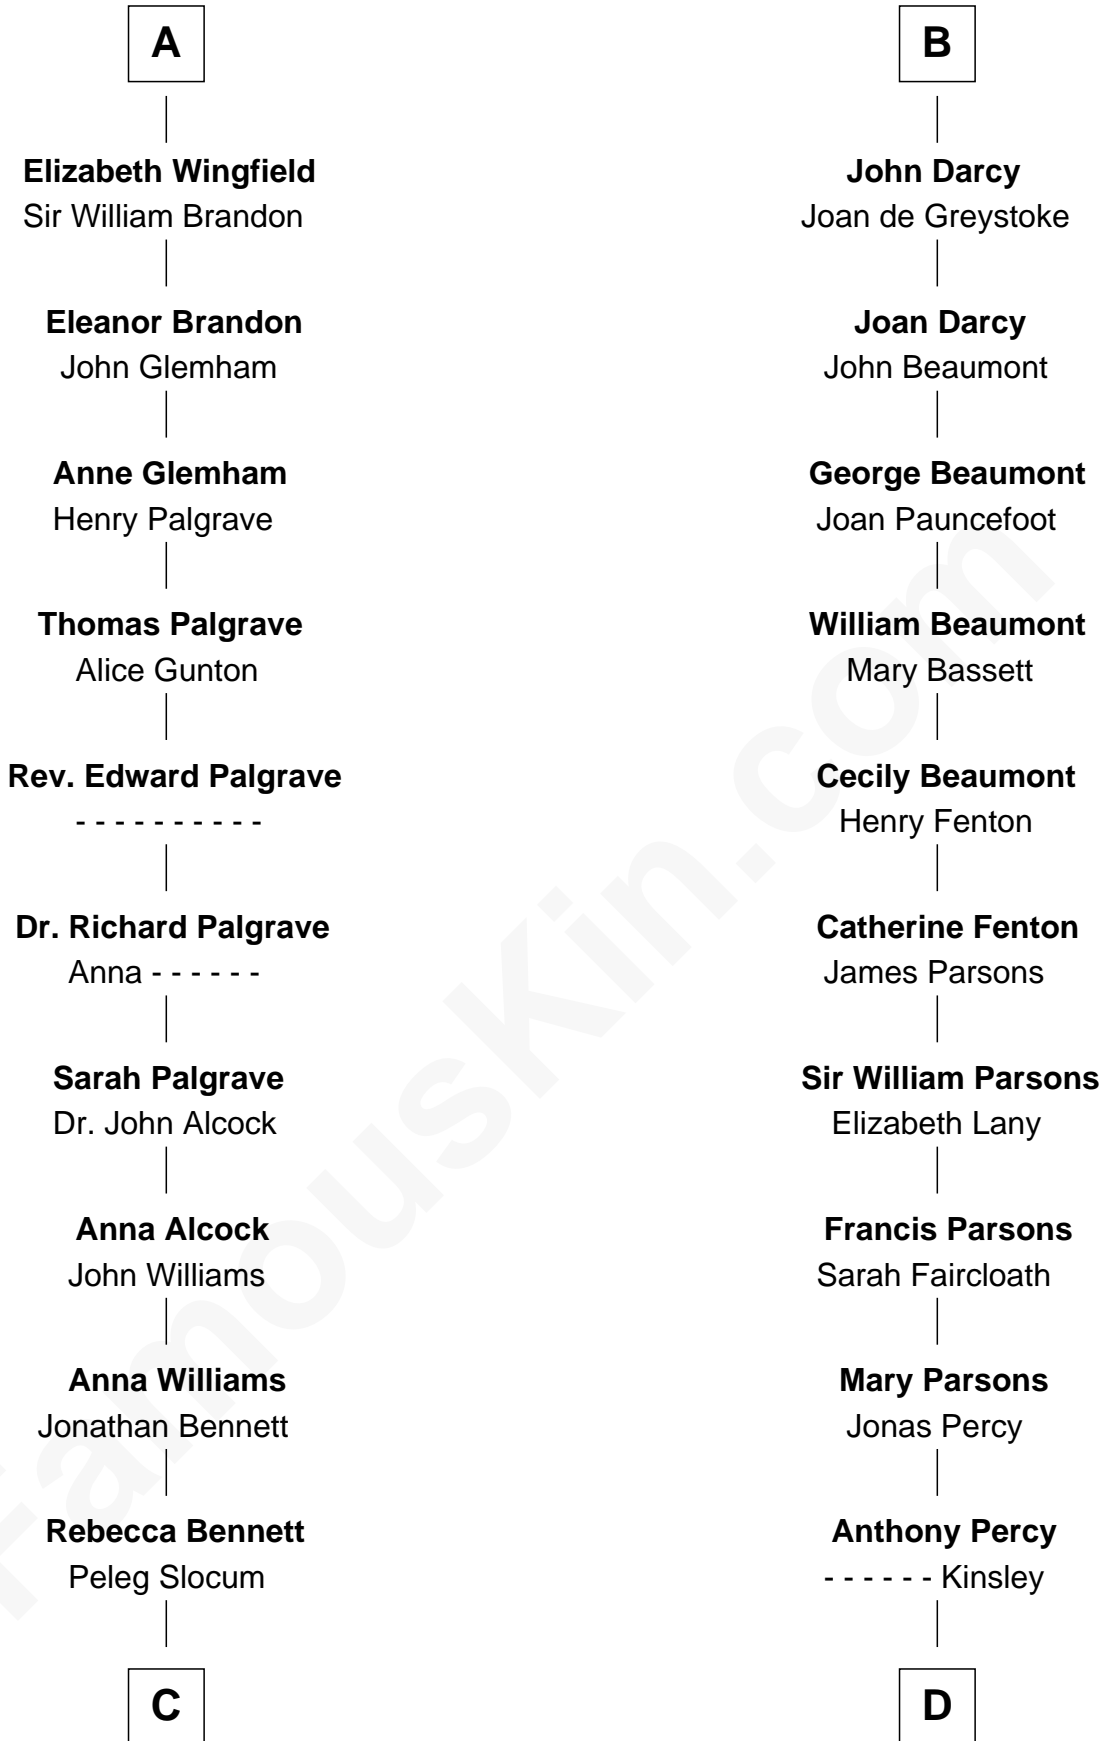 A
Elizabeth Wingfield
Sir William Brandon
Eleanor Brandon
John Glemham
Anne Glemham
Henry Palgrave
Thomas Palgrave
Alice Gunton
Rev. Edward Palgrave
- - - - - - - - - -
Dr. Richard Palgrave
Anna - - - - - -
Sarah Palgrave
Dr. John Alcock
Anna Alcock
John Williams
Anna Williams
Jonathan Bennett
Rebecca Bennett
Peleg Slocum
C
B
John Darcy
Joan de Greystoke
Joan Darcy
John Beaumont
George Beaumont
Joan Pauncefoot
William Beaumont
Mary Bassett
Cecily Beaumont
Henry Fenton
Catherine Fenton
James Parsons
Sir William Parsons
Elizabeth Lany
Francis Parsons
Sarah Faircloath
Mary Parsons
Jonas Percy
Anthony Percy
- - - - - - Kinsley
D
FamousKin.com